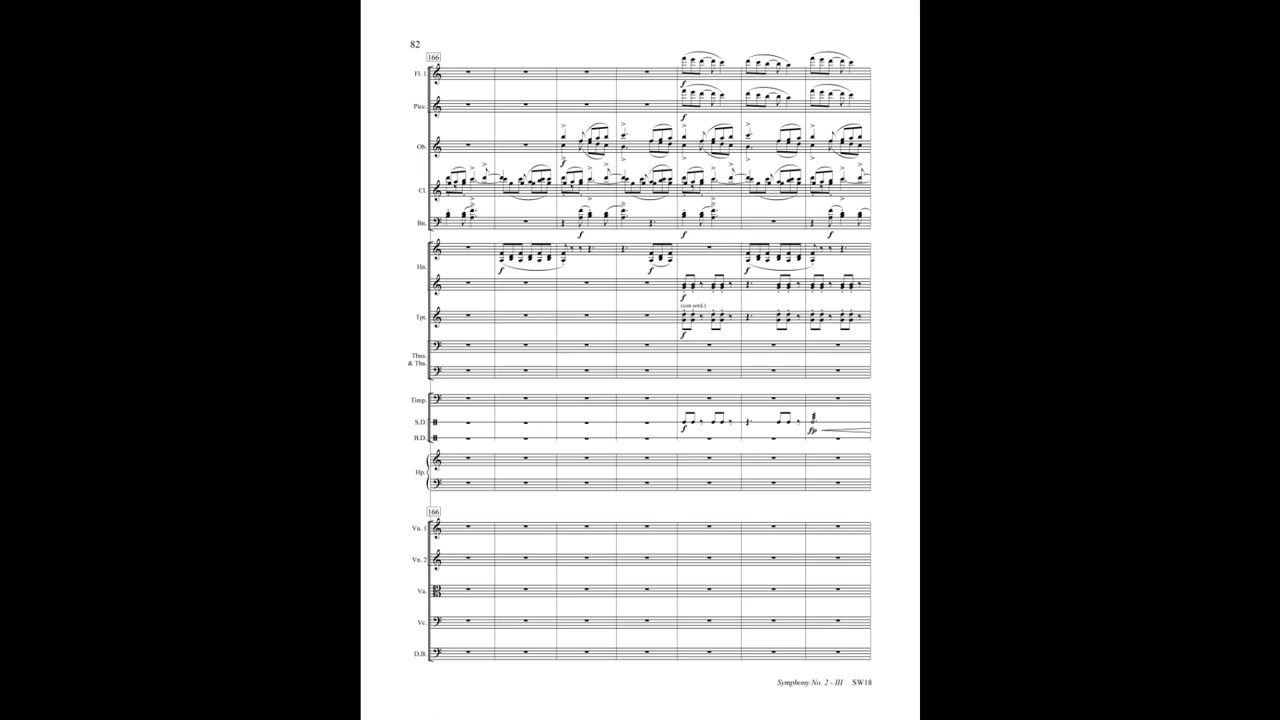 82
166
Fl. 1
f
Picc.
f
Ob.
f
Cl.
Bn.
f f f
Hn.
f f f
f
(con sord.)
Tpt.
f
Tbns.
& Tba.
Timp.
S.D.
f fp
B.D.
Hp.
166
Vn. 1
Vn. 2
Va.
Vc.
D.B.
Symphony No. 2 - III SW18